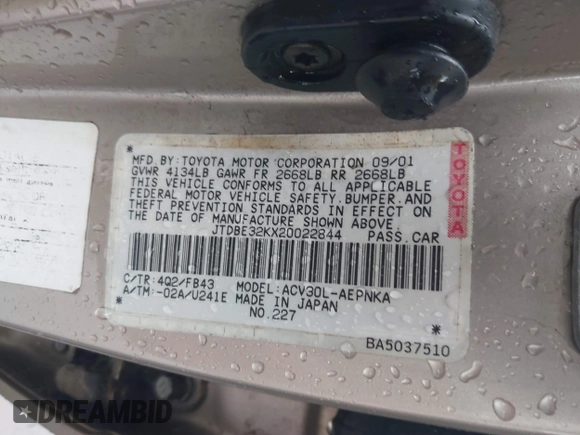 MFD.BY:TOYOTA MOTOR CORPORATION 09/01
GVWR 4134LB GAWR FR 2668LB RR 2668LB
THIS VEHICLE CONFORMS TO ALL APPLICABLE
FEDERAL MOTOR VEHICLE SAFETY,BUMPER,AND
THEFT PREVENTION STANDARDS IN EFFECT ON
THE DATE OF MANUFACTURE SHOWN ABOVE.
JTDBE32KX20022844 PASS.CAR
TOYOTA
C/TR:4Q2/FB43 MODEL:ACV30L-AEPNKA
A/TM:-02A/U241E MADE IN JAPAN
NO.227
BA5037510
DREAMBID